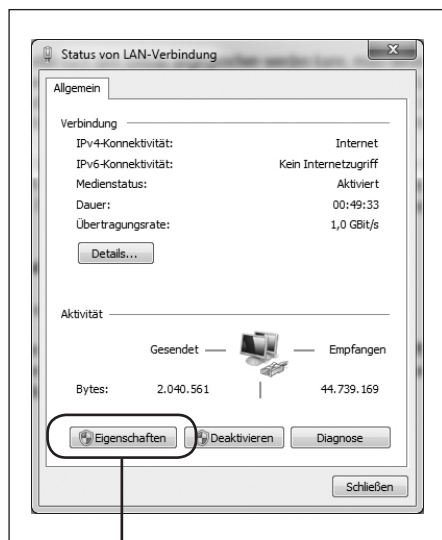 Status von LAN-Verbindung
Allgemein
Verbindung
IPv4-Konnektivität: Internet
IPv6-Konnektivität: Kein Internetzugriff
Medienstatus: Aktiviert
Dauer: 00:49:33
Übertragungsrate: 1,0 GBit/s
Details...
Aktivität
Gesendet Empfangen
Bytes: 2.040.561 44.739.169
Eigenschaften Deaktivieren Diagnose
Schließen